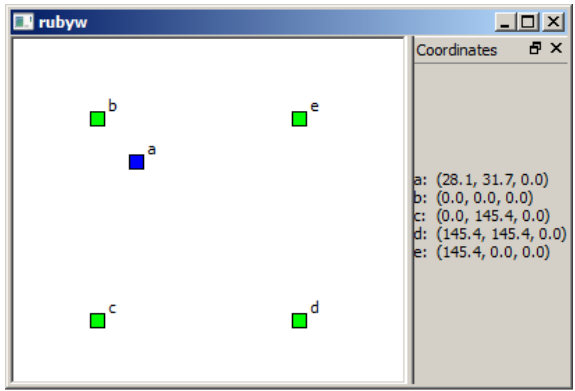 rubyw
Coordinates
b
e
a
c
d
a: (28.1, 31.7, 0.0)
b: (0.0, 0.0, 0.0)
c: (0.0, 145.4, 0.0)
d: (145.4, 145.4, 0.0)
e: (145.4, 0.0, 0.0)